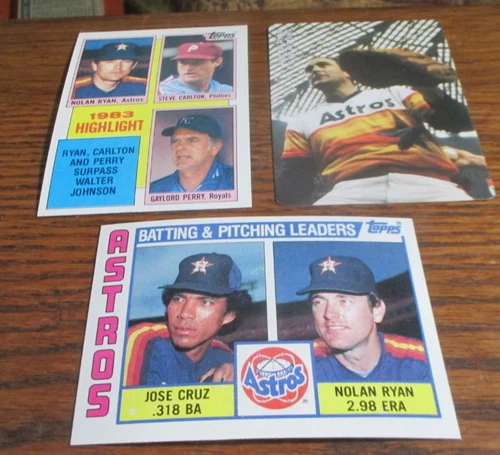 Topps
NOLAN RYAN, Astros
STEVE CARLTON, Phillies
1983
HIGHLIGHT
RYAN, CARLTON
AND PERRY
SURPASS
WALTER
JOHNSON
GAYLORD PERRY, Royals
Astros
ASTROS
BATTING & PITCHING LEADERS
Topps
JOSE CRUZ
.318 BA
Astros
NOLAN RYAN
2.98 ERA